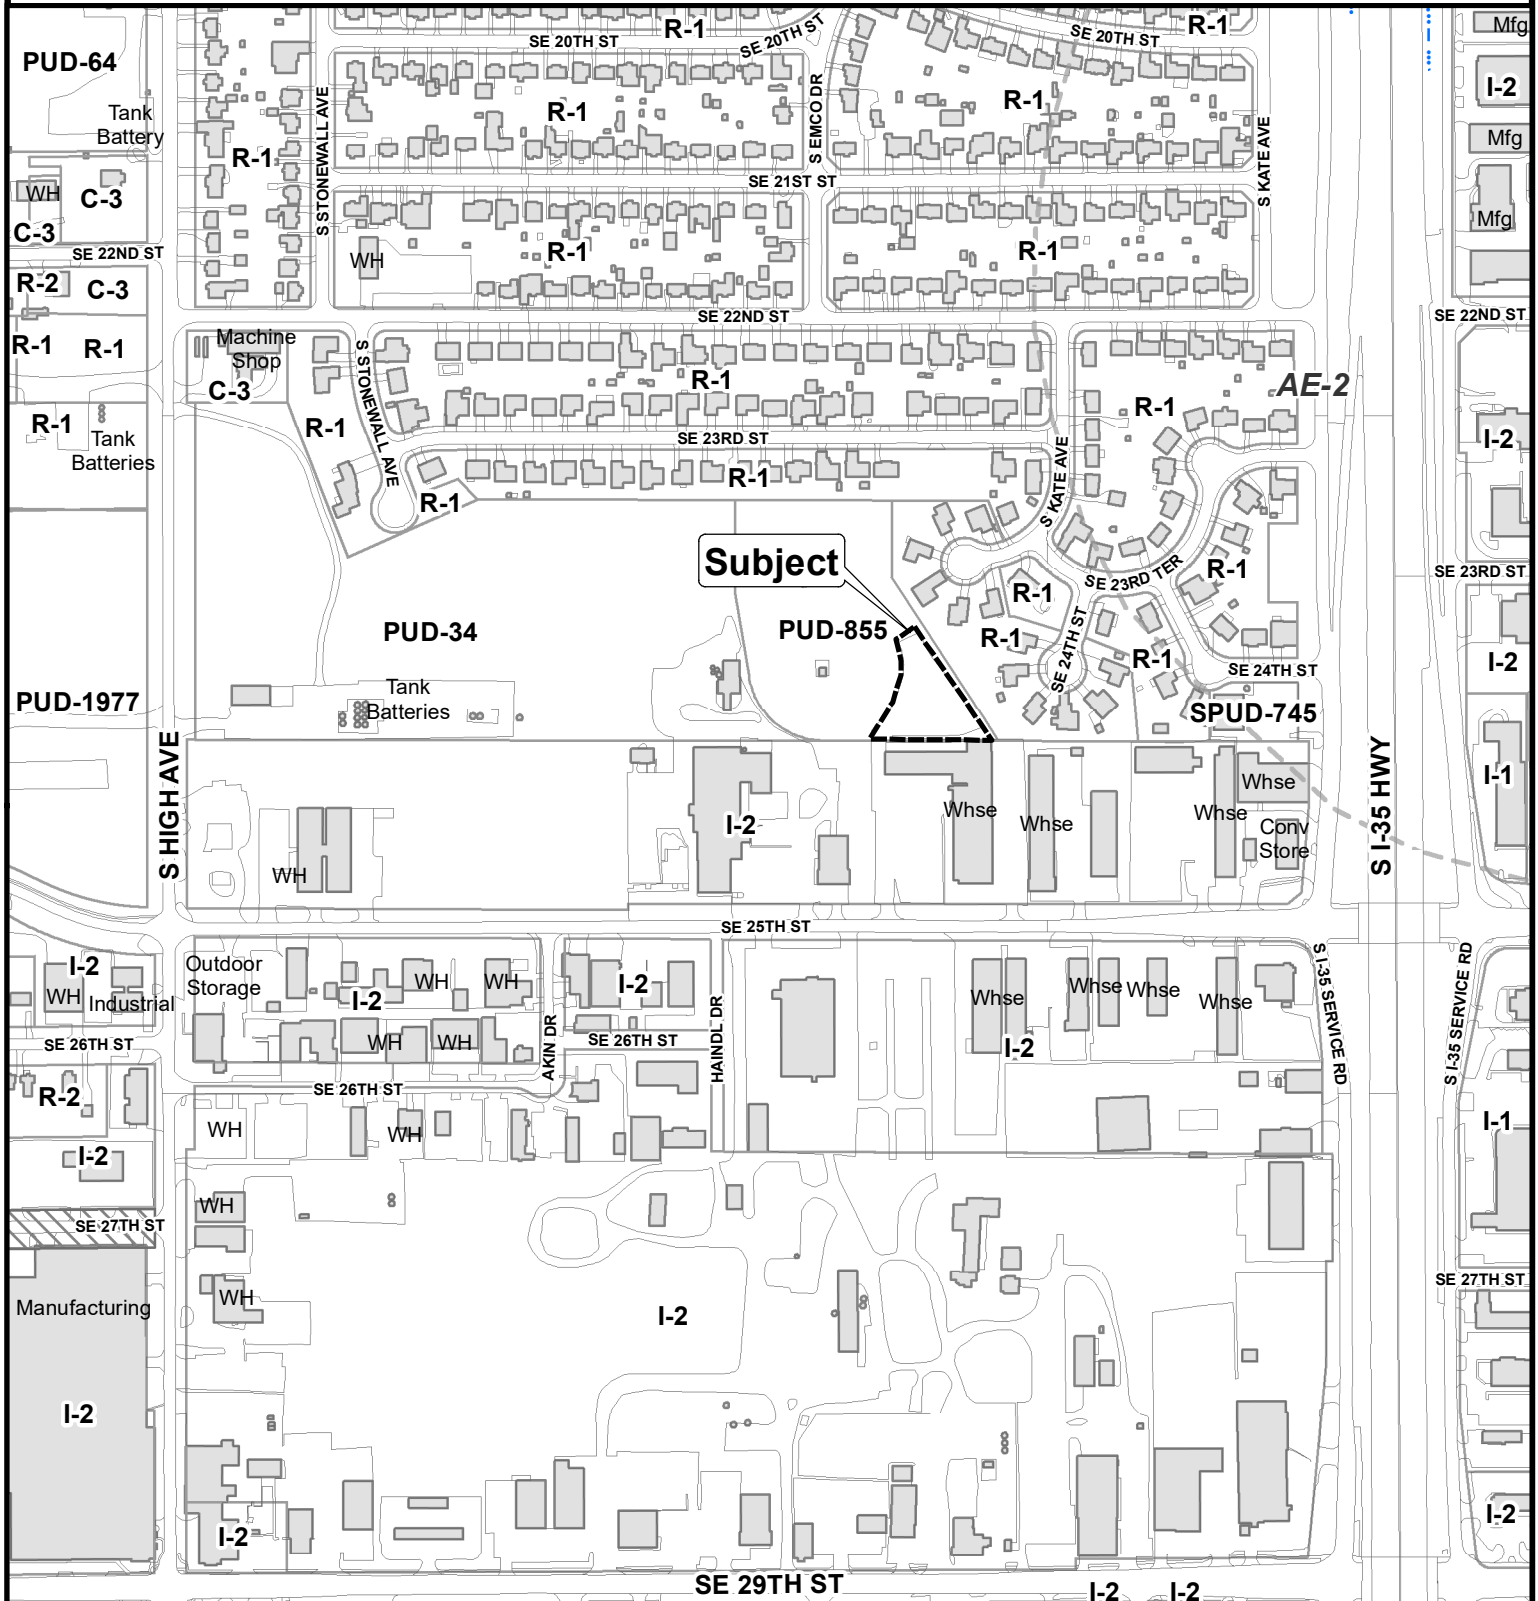 R-1
R-1
SE 20TH ST
SE 20TH ST
SE 20TH ST
Mfg
PUD-64
I-2
Tank
Battery
S STONEWALL AVE
R-1
S EMCO DR
R-1
S KATE AVE
Mfg
R-1
SE 21ST ST
WH
C-3
Mfg
C-3
SE 22ND ST
WH
R-1
R-1
R-2
C-3
SE 22ND ST
SE 22ND ST
R-1
R-1
Machine
Shop
C-3
S STONEWALL AVE
R-1
AE-2
R-1
R-1
Tank
Batteries
R-1
SE 23RD ST
I-2
S KATE AVE
R-1
R-1
Subject
SE 23RD TER
R-1
SE 23RD ST
R-1
PUD-34
PUD-855
R-1
SE 24TH ST
R-1
SE 24TH ST
I-2
PUD-1977
Tank
Batteries
SPUD-745
S HIGH AVE
S I-35 HWY
I-1
Whse
Whse
Whse
Whse
I-2
Conv
Store
WH
SE 25TH ST
I-2
WH
Industrial
Outdoor
Storage
I-2
WH
WH
I-2
Whse
Whse
Whse
Whse
S I-35 SERVICE RD
S I-35 SERVICE RD
SE 26TH ST
WH
WH
AKIN DR
SE 26TH ST
HAINDL DR
I-2
R-2
SE 26TH ST
WH
WH
I-1
I-2
WH
SE 27TH ST
SE 27TH ST
Manufacturing
WH
I-2
I-2
I-2
I-2
SE 29TH ST
I-2
I-2